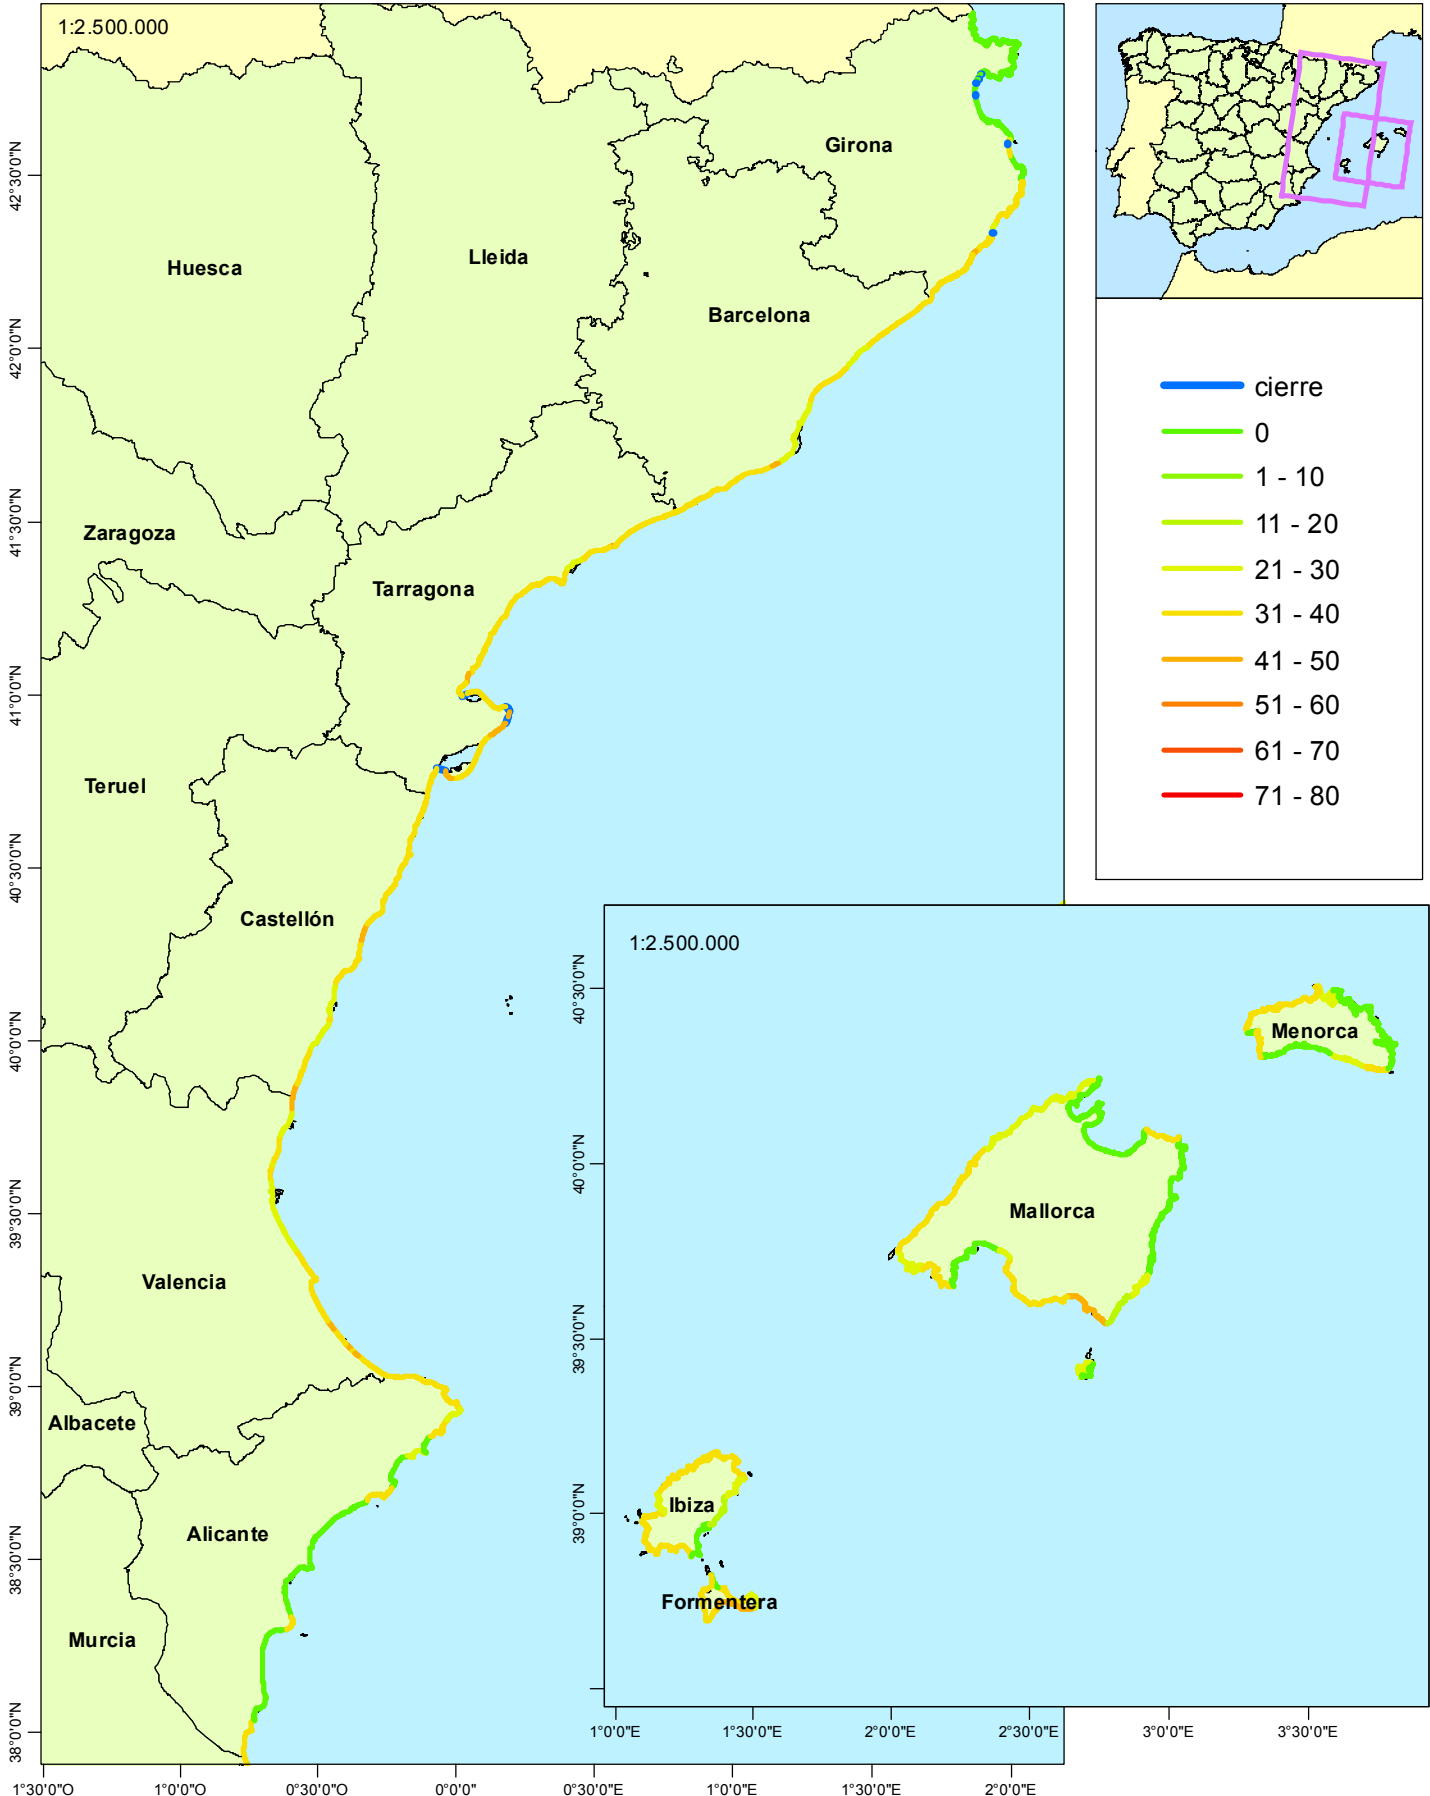 1:2.500.000
Girona
Huesca
Lleida
Barcelona
Zaragoza
Tarragona
Teruel
Castellón
Valencia
Albacete
Alicante
Murcia
42°30'0"N
42°0'0"N
41°30'0"N
41°0'0"N
40°30'0"N
40°0'0"N
39°30'0"N
39°0'0"N
38°30'0"N
38°0'0"N
1°30'0"O
1°0'0"O
0°30'0"O
0°0'0"
0°30'0"E
1°0'0"E
1°30'0"E
2°0'0"E
cierre
0
1 - 10
11 - 20
21 - 30
31 - 40
41 - 50
51 - 60
61 - 70
71 - 80
1:2.500.000
Menorca
Mallorca
Ibiza
Formentera
40°30'0"N
40°0'0"N
39°30'0"N
39°0'0"N
1°0'0"E
1°30'0"E
2°0'0"E
2°30'0"E
3°0'0"E
3°30'0"E